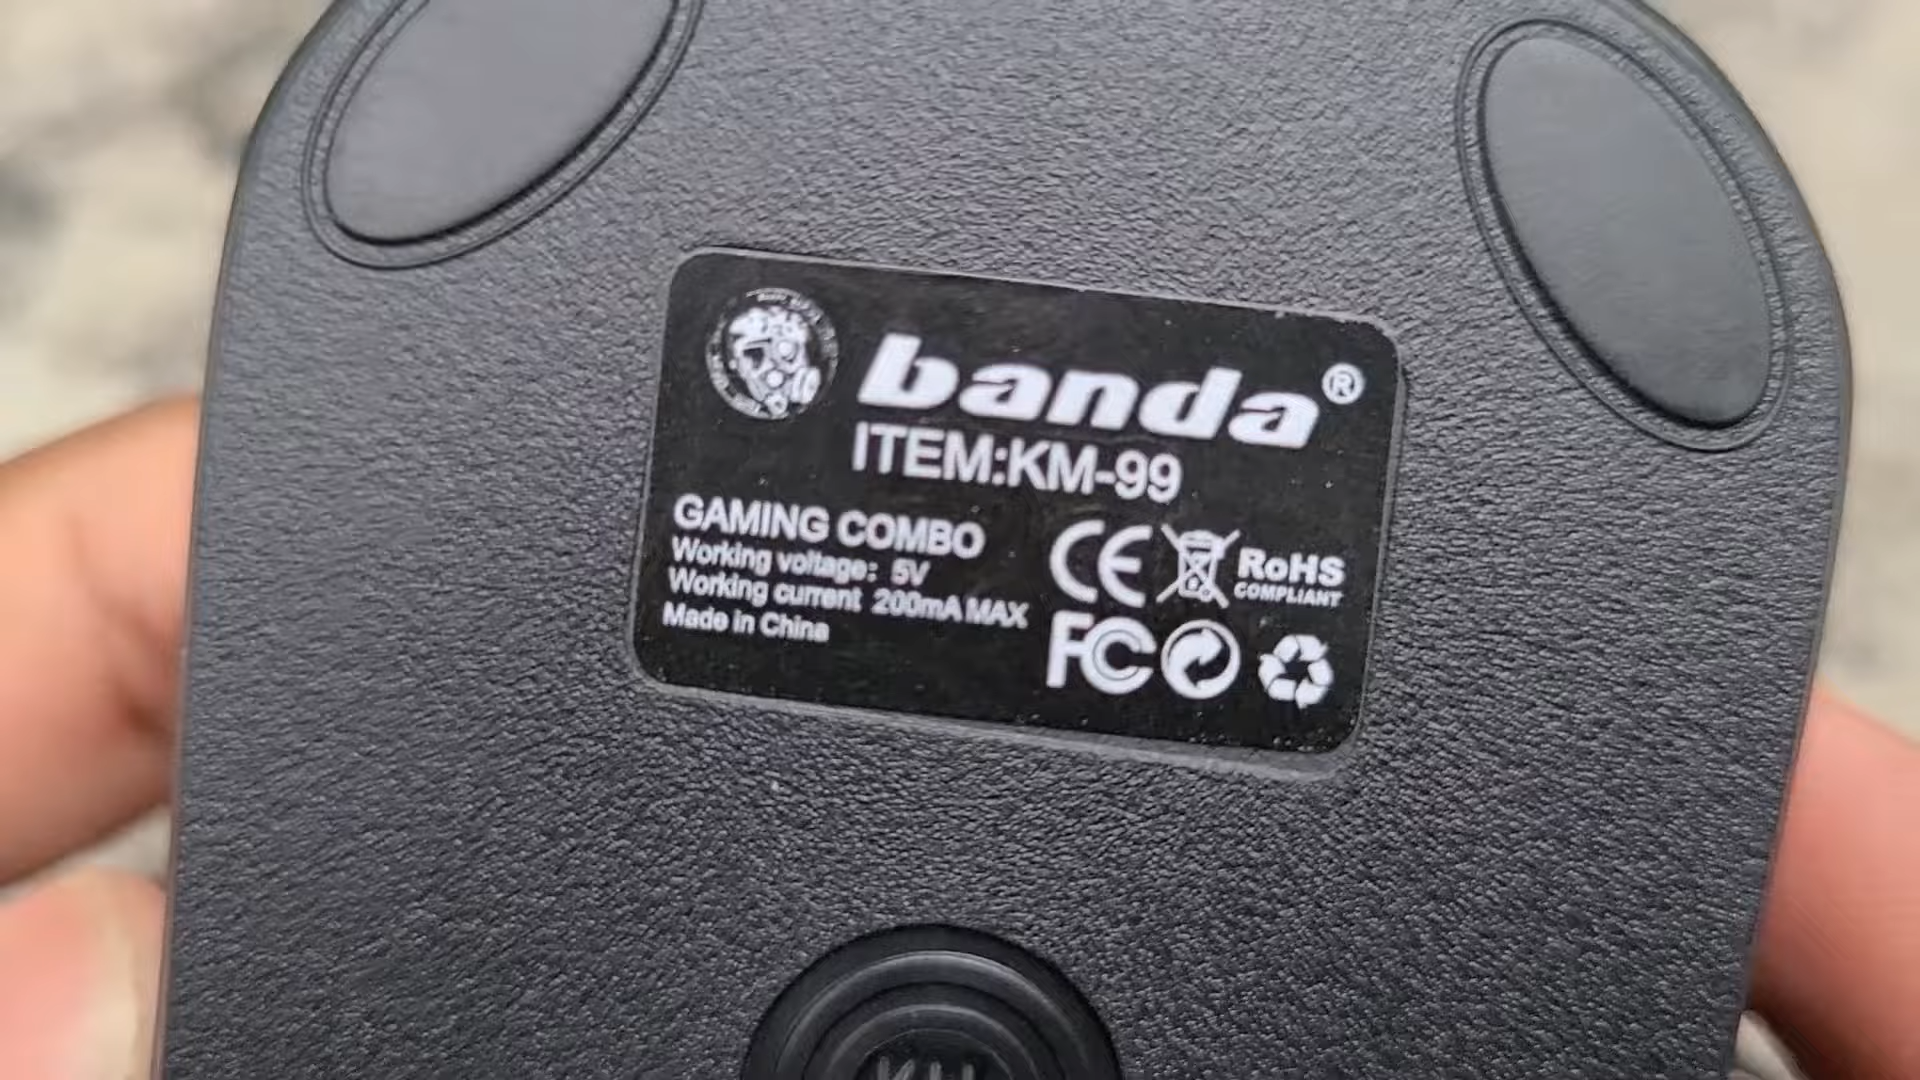 banda®
ITEM:KM-99
GAMING COMBO
Working voltage: 5V
Working current 200mA MAX
Made in China
CE
RoHS
COMPLIANT
FC